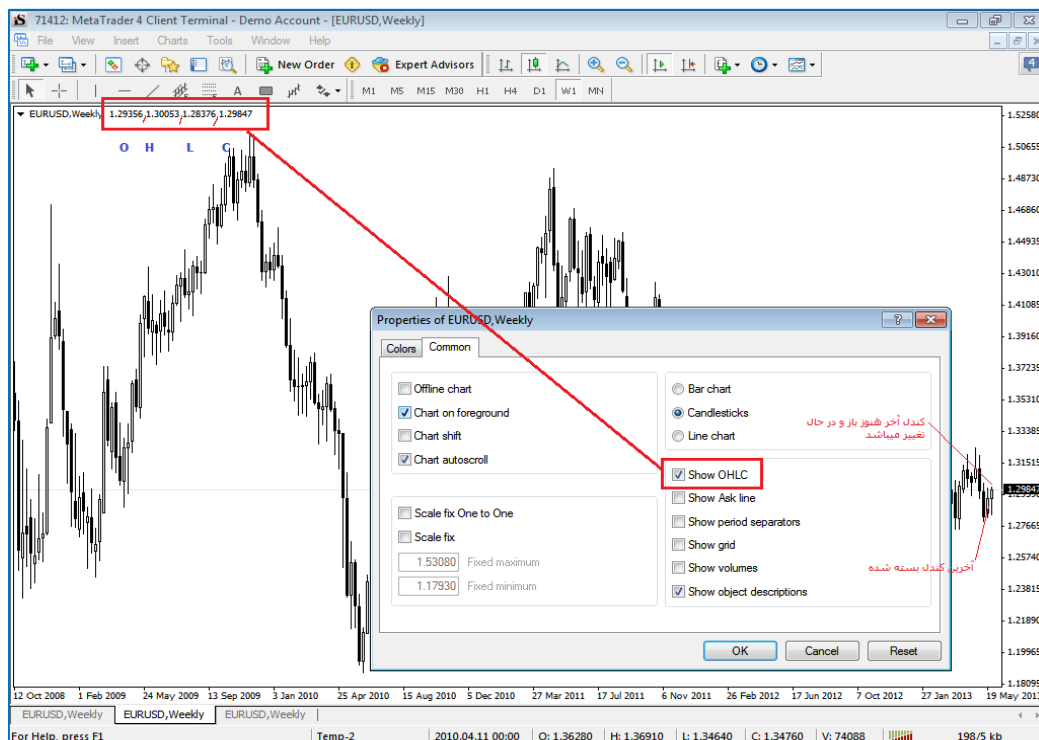 71412: MetaTrader 4 Client Terminal - Demo Account - [EURUSD,Weekly]
File View Insert Charts Tools Window Help
New Order Expert Advisors 4
A M1 M5 M15 M30 H1 H4 D1 W1 MN
EURUSD,Weekly 1.29356 1.30053 1.28376 1.29847
O H L C
1.52580
1.50655
1.48730
1.46860
1.44935
1.43010
1.41085
1.39160
1.37235
1.35310
1.33385
1.31515
1.29847
1.27665
1.25740
1.23815
1.21890
1.19965
1.18095
Properties of EURUSD,Weekly
Colors Common
Offline chart
Chart on foreground
Chart shift
Chart autoscroll
Scale fix One to One
Scale fix
1.53080 Fixed maximum
1.17930 Fixed minimum
Bar chart
Candlesticks
Line chart
Show OHLC
Show Ask line
Show period separators
Show grid
Show volumes
Show object descriptions
OK Cancel Reset
کندل آخر هنوز باز و در حال
تغییر میباشد
آخرین کندل بسته شده
12 Oct 2008 1 Feb 2009 24 May 2009 13 Sep 2009 3 Jan 2010 25 Apr 2010 15 Aug 2010 5 Dec 2010 27 Mar 2011 17 Jul 2011 6 Nov 2011 26 Feb 2012 17 Jun 2012 7 Oct 2012 27 Jan 2013 19 May 2013
EURUSD,Weekly EURUSD,Weekly EURUSD,Weekly
For Help, press F1 Temp-2 2010.04.11 00:00 O: 1.36280 H: 1.36910 L: 1.34640 C: 1.34760 V: 74088 198/5 kb